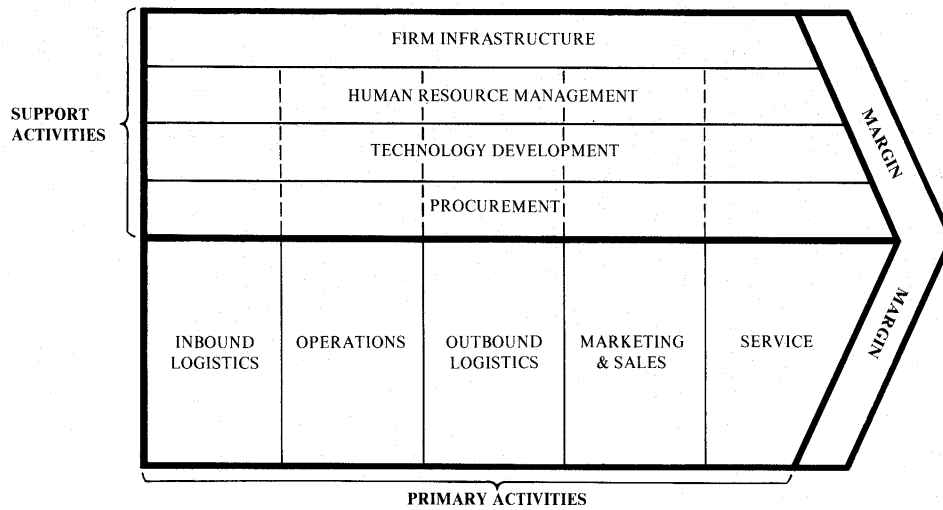 FIRM INFRASTRUCTURE
HUMAN RESOURCE MANAGEMENT
SUPPORT
ACTIVITIES
TECHNOLOGY DEVELOPMENT
PROCUREMENT
MARGIN
MARGIN
INBOUND
LOGISTICS
OPERATIONS
OUTBOUND
LOGISTICS
MARKETING
& SALES
SERVICE
PRIMARY ACTIVITIES